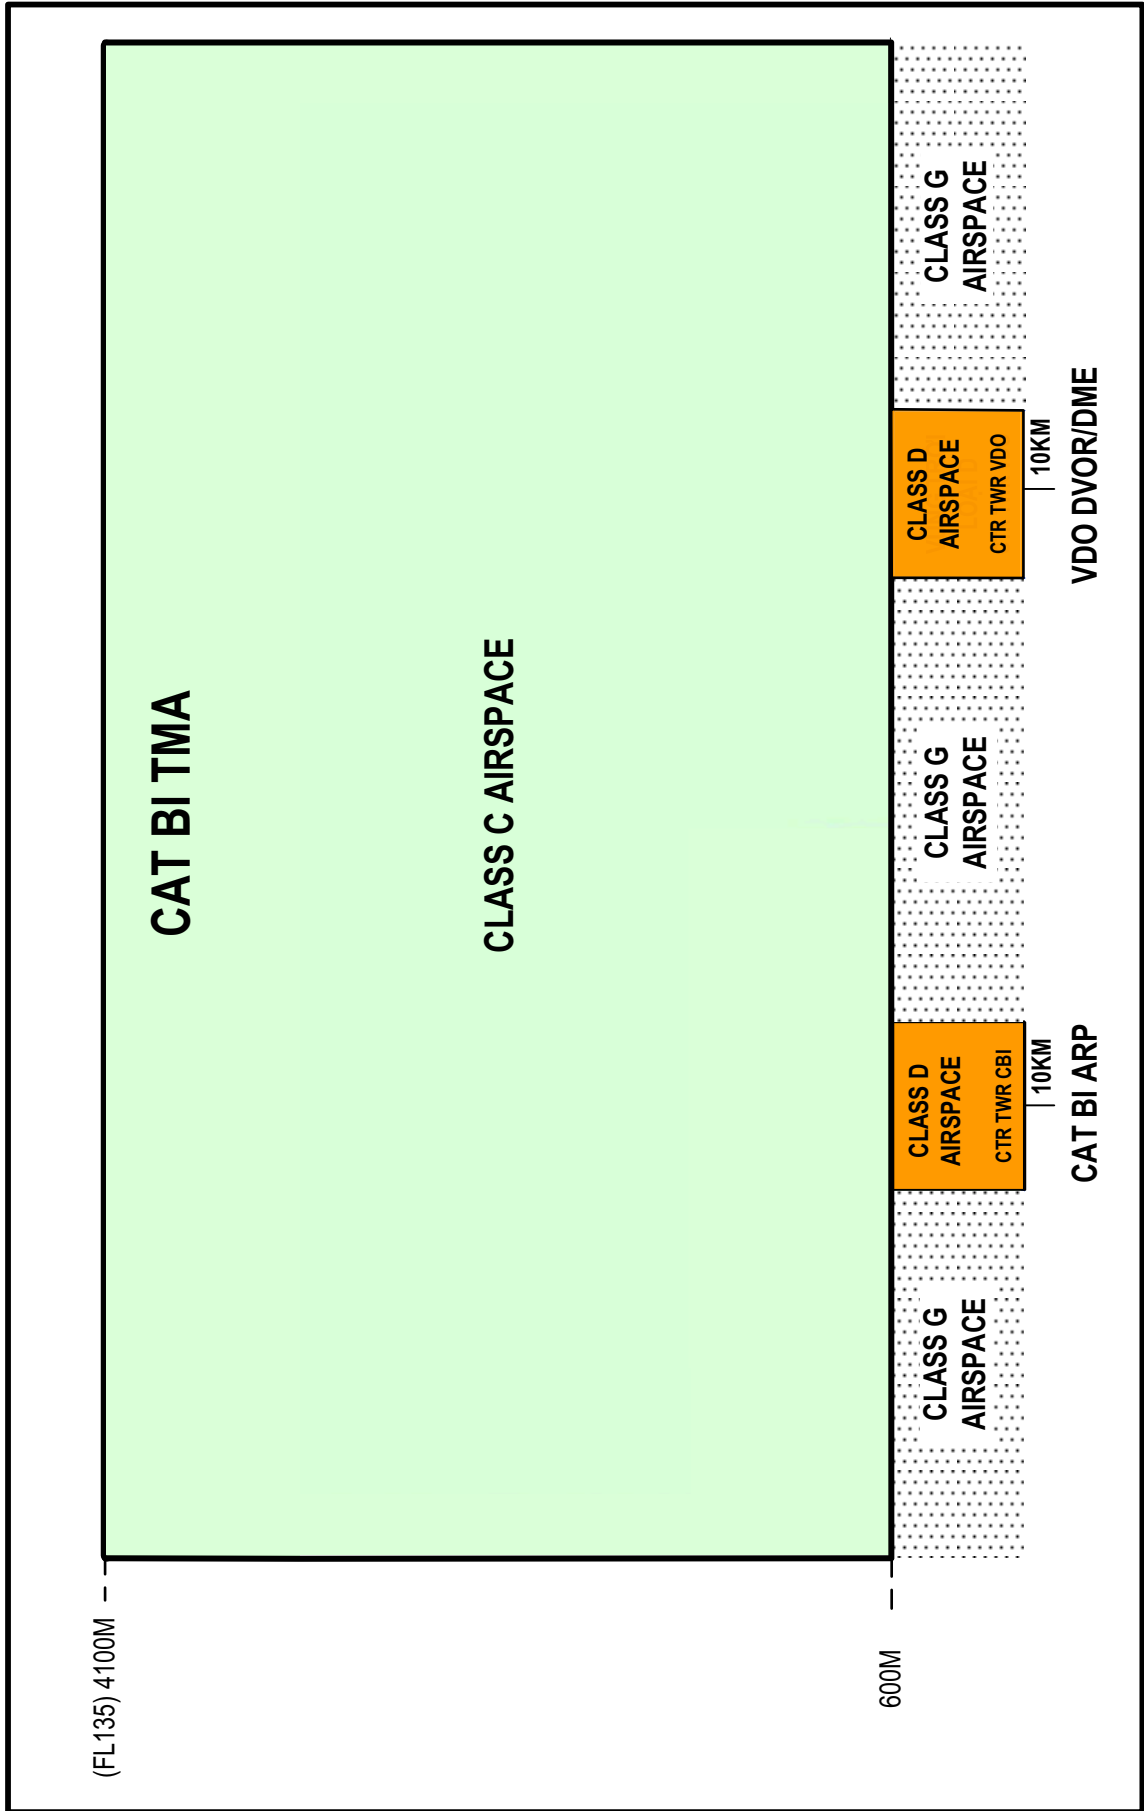 CAT BI TMA
(FL135) 4100M
CLASS C AIRSPACE
600M
CLASS G
AIRSPACE
CLASS D
AIRSPACE
CTR TWR CBI
10KM
CAT BI ARP
CLASS G
AIRSPACE
CLASS D
AIRSPACE
CTR TWR VDO
10KM
VDO DVOR/DME
CLASS G
AIRSPACE